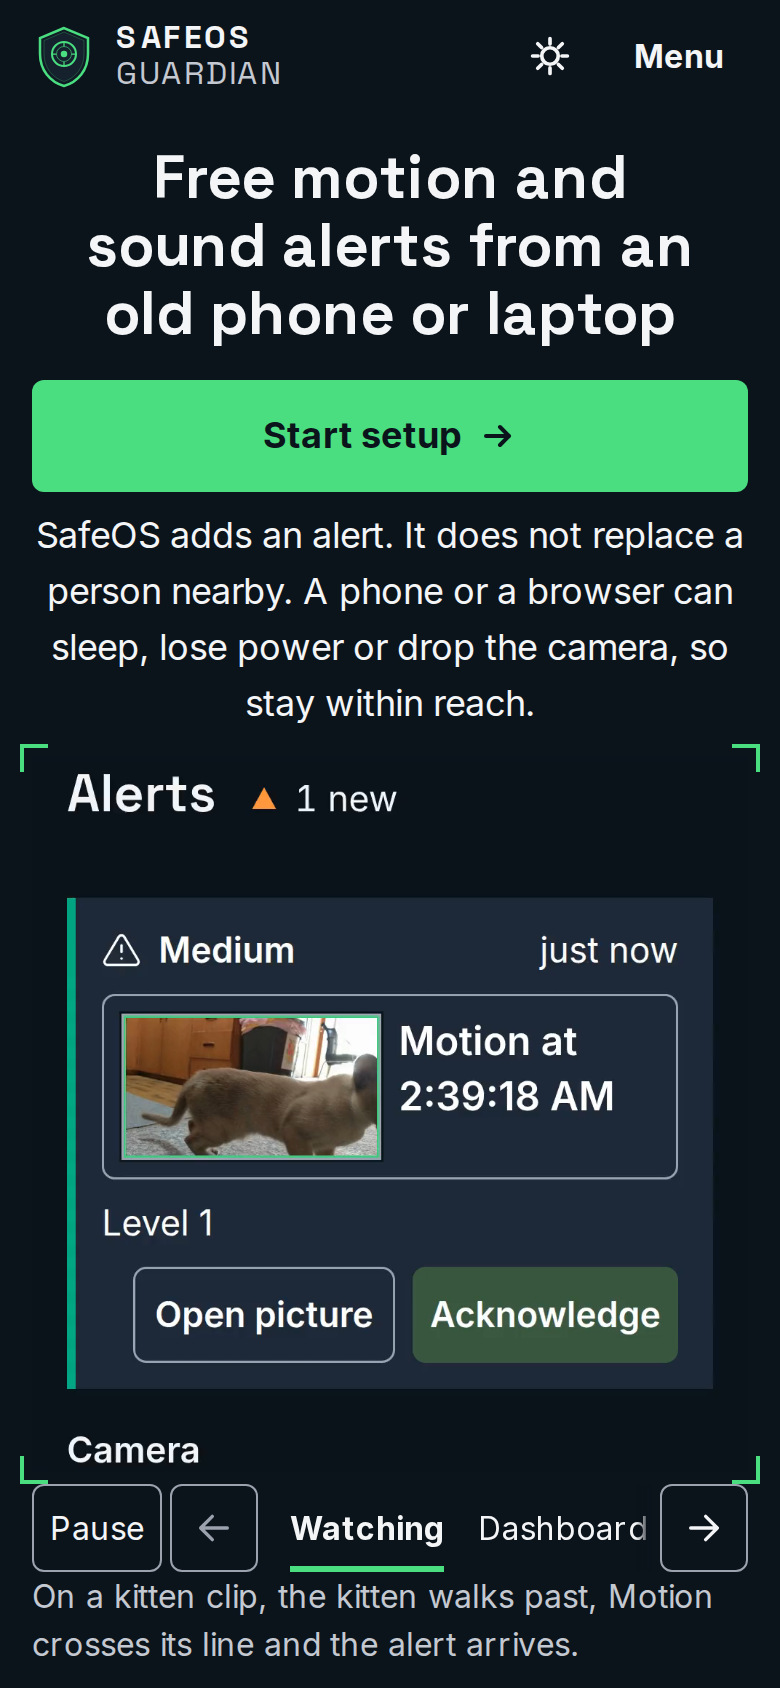 SAFEOS
GUARDIAN
Menu
Free motion and
sound alerts from an
old phone or laptop
Start setup →
SafeOS adds an alert. It does not replace a
person nearby. A phone or a browser can
sleep, lose power or drop the camera, so
stay within reach.
Alerts ▲ 1 new
Medium just now
Motion at
2:39:18 AM
Level 1
Open picture Acknowledge
Camera
Pause ← Watching Dashboard →
On a kitten clip, the kitten walks past, Motion
crosses its line and the alert arrives.